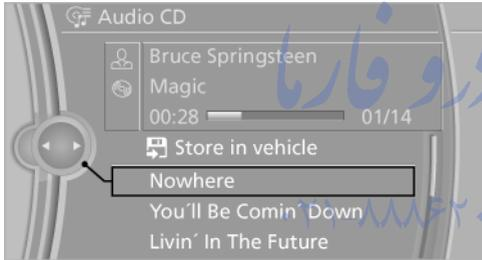 Audio CD
Bruce Springsteen
Magic
00:28 01/14
Store in vehicle
Nowhere
You´ll Be Comin´ Down
Livin´ In The Future